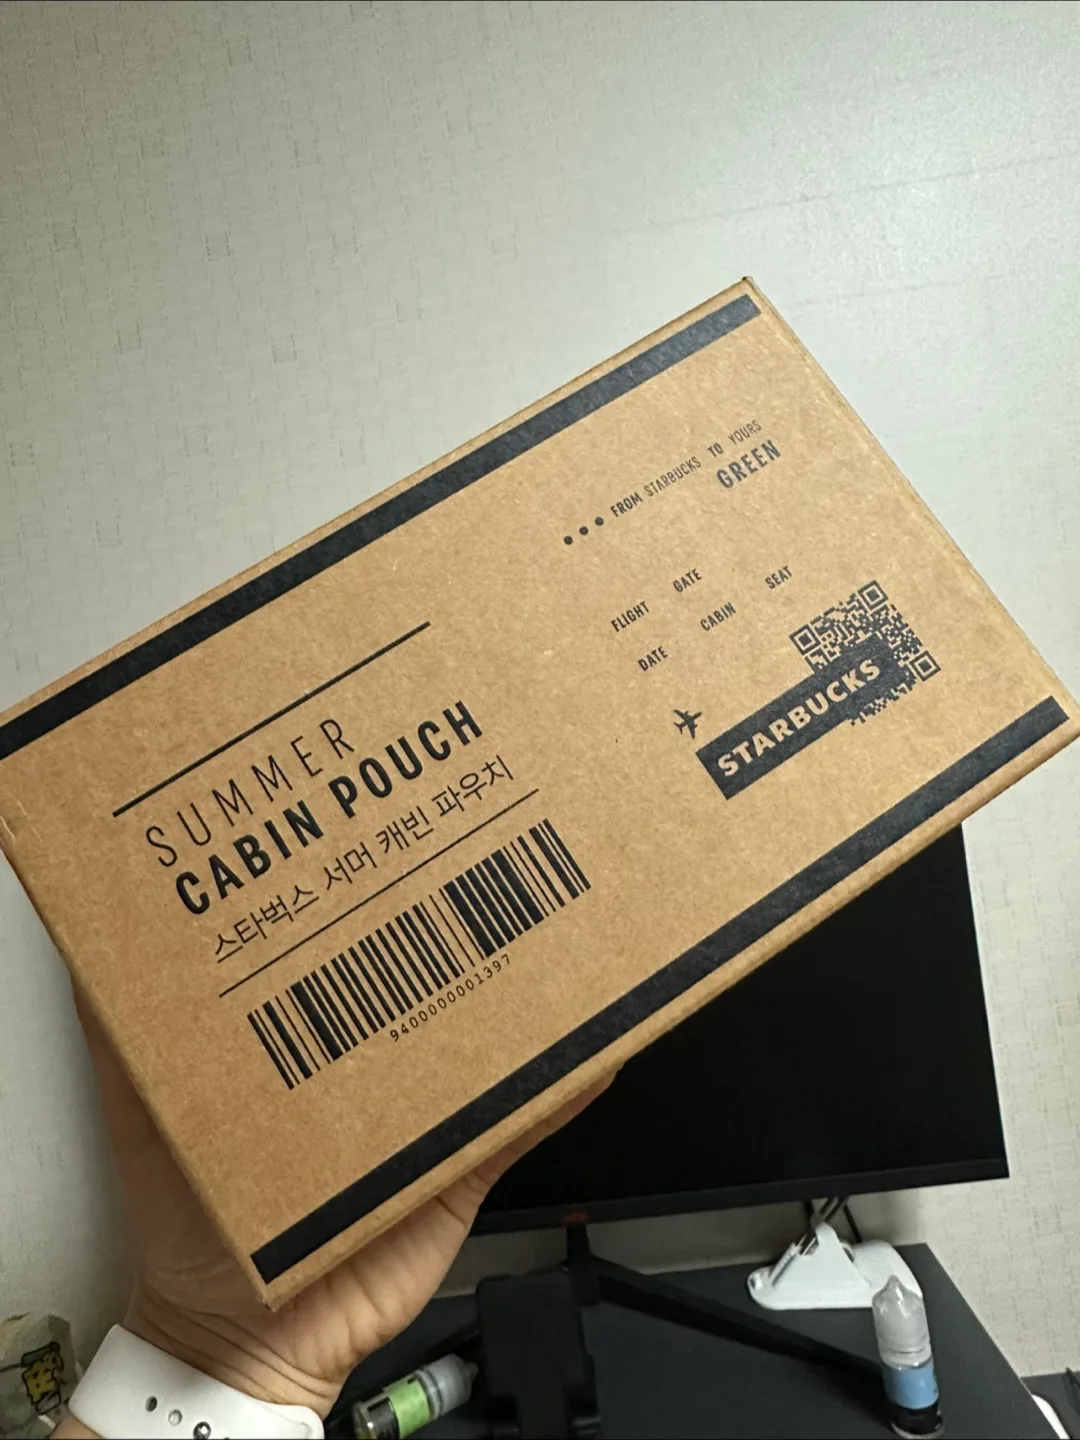 FROM STARBUCKS TO YOURS
GREEN
FLIGHT GATE SEAT
DATE CABIN
STARBUCKS
SUMMER
CABIN POUCH
스타벅스 서머 캐빈 파우치
9400000001397